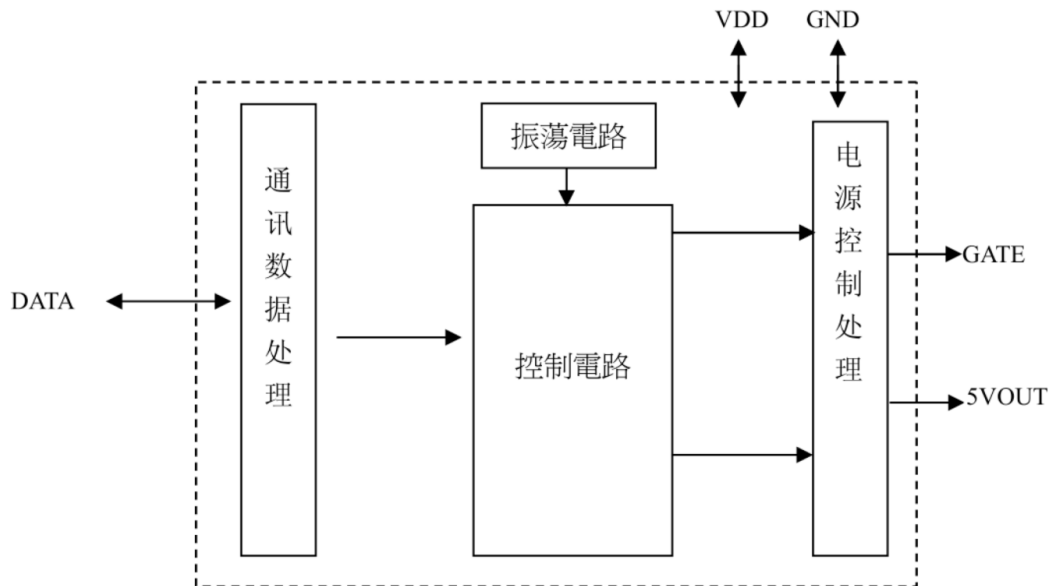 VDD GND
振蕩電路
通讯数据处理
电源控制处理
GATE
DATA
控制電路
5VOUT